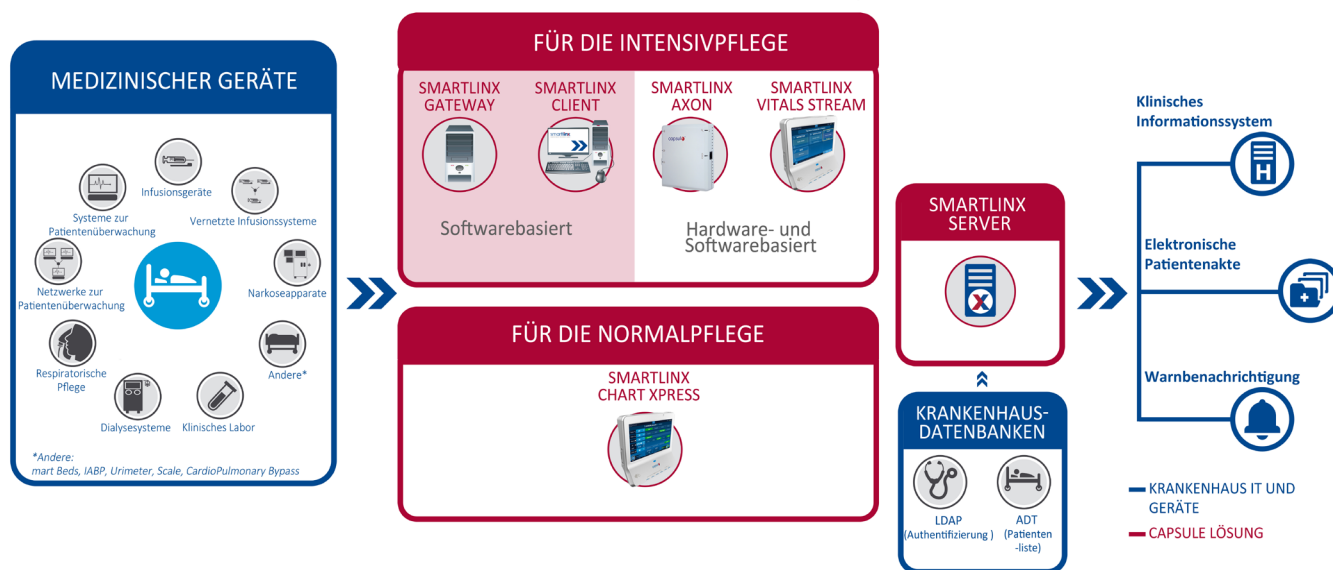 MEDIZINISCHER GERÄTE
Infusionsgeräte
Systeme zur
Patientenüberwachung
Vernetzte Infusionssysteme
Netzwerke zur
Patientenüberwachung
Narkoseapparate
Respiratorische
Pflege
Andere*
Dialysesysteme
Klinisches Labor
*Andere:
mart Beds, IABP, Urimeter, Scale, CardioPulmonary Bypass
FÜR DIE INTENSIVPFLEGE
SMARTLINX
GATEWAY
SMARTLINX
CLIENT
SMARTLINX
AXON
SMARTLINX
VITALS STREAM
smartlinx
capsule
Softwarebasiert
Hardware- und
Softwarebasiert
FÜR DIE NORMALPFLEGE
SMARTLINX
CHART XPRESS
SMARTLINX
SERVER
X
KRANKENHAUS-
DATENBANKEN
LDAP
(Authentifizierung )
ADT
(Patienten
-liste)
Klinisches
Informationssystem
H
Elektronische
Patientenakte
Warnbenachrichtigung
KRANKENHAUS IT UND
GERÄTE
CAPSULE LÖSUNG